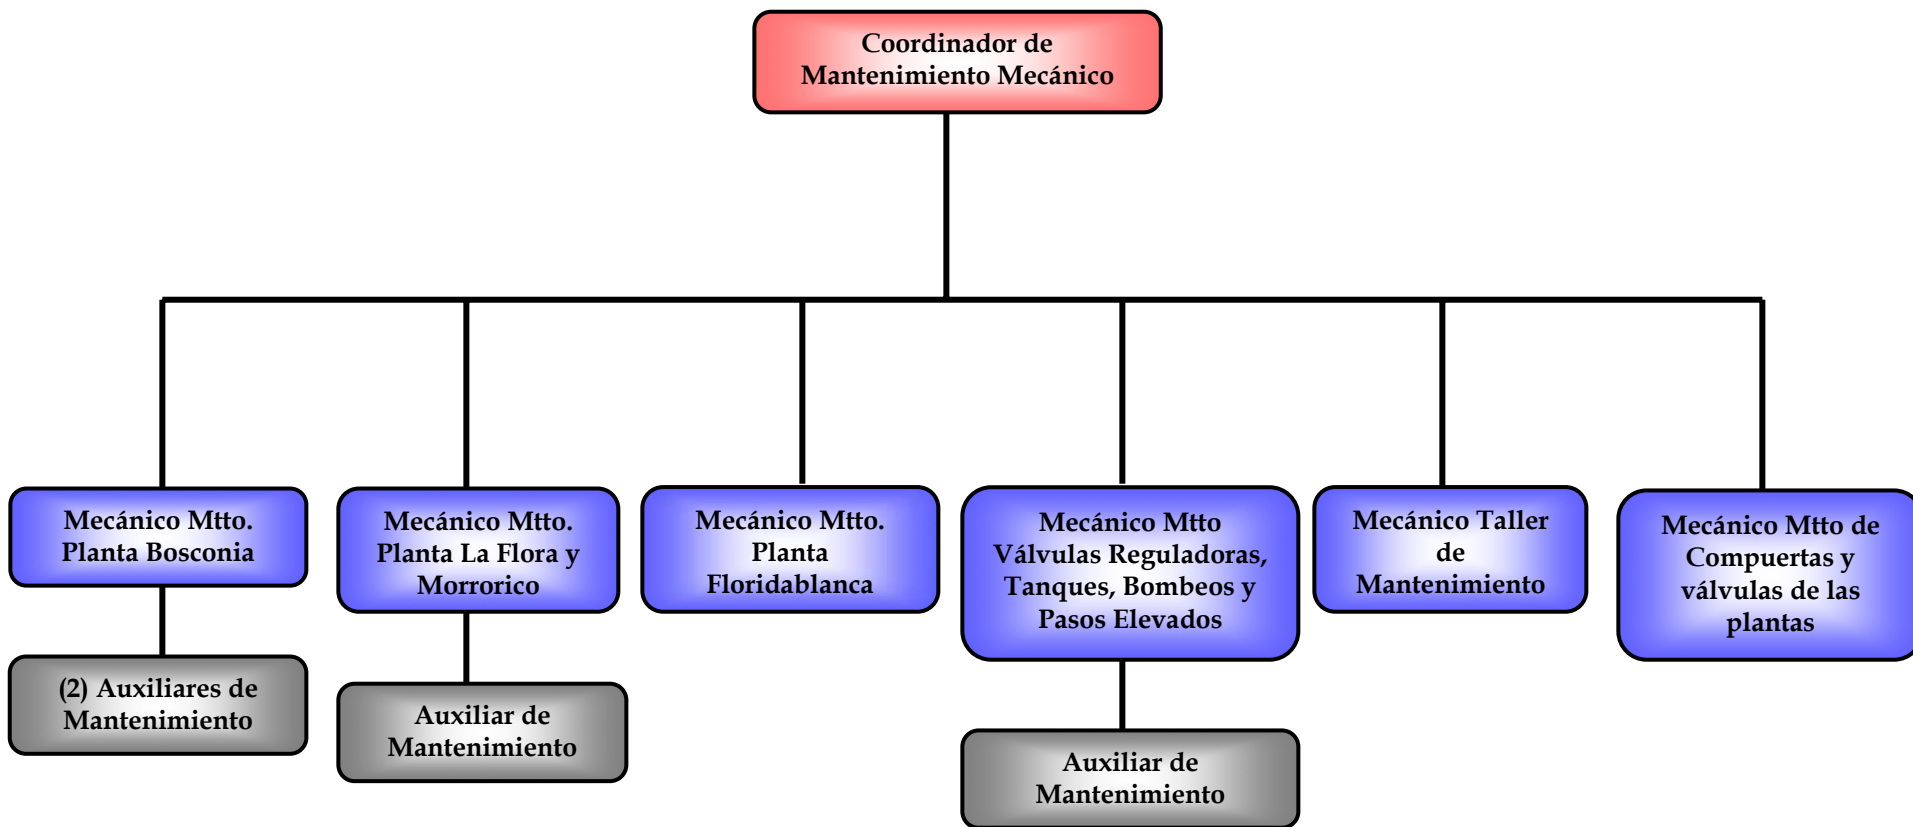 Coordinador de
Mantenimiento Mecánico
Mecánico Mtto.
Planta Bosconia
Mecánico Mtto.
Planta La Flora y
Morrorico
Mecánico Mtto.
Planta
Floridablanca
Mecánico Mtto
Válvulas Reguladoras,
Tanques, Bombeos y
Pasos Elevados
Mecánico Taller
de
Mantenimiento
Mecánico Mtto de
Compuertas y
válvulas de las
plantas
(2) Auxiliares de
Mantenimiento
Auxiliar de
Mantenimiento
Auxiliar de
Mantenimiento